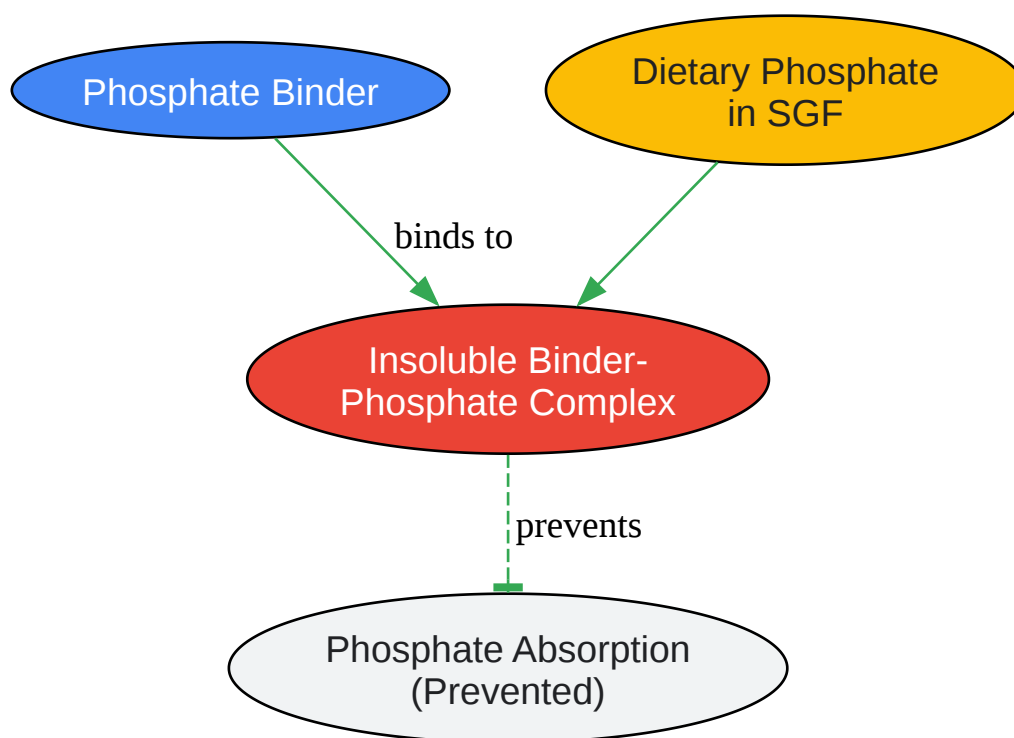 Phosphate Binder
Dietary Phosphate
in SGF
binds to
Insoluble Binder-
Phosphate Complex
prevents
Phosphate Absorption
(Prevented)